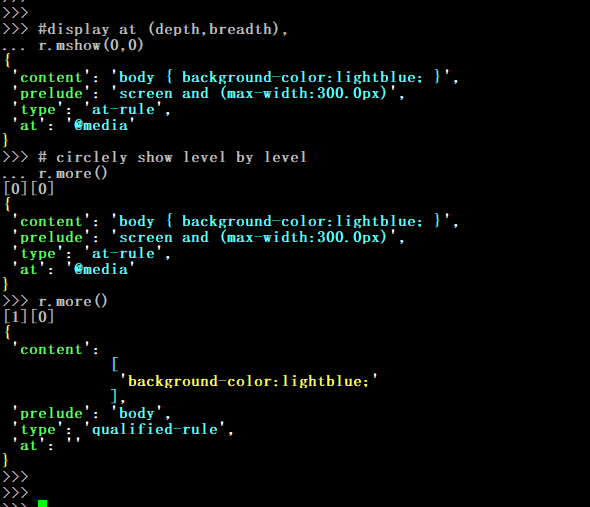 >>>
>>> #display at (depth,breadth),
... r.mshow(0,0)
{
 'content': 'body { background-color:lightblue; }',
 'prelude': 'screen and (max-width:300.0px)',
 'type': 'at-rule',
 'at': '@media'
}
>>> # circlely show level by level
... r.more()
[0][0]
{
 'content': 'body { background-color:lightblue; }',
 'prelude': 'screen and (max-width:300.0px)',
 'type': 'at-rule',
 'at': '@media'
}
>>> r.more()
[1][0]
{
 'content':
            [
             'background-color:lightblue;'
            ],
 'prelude': 'body',
 'type': 'qualified-rule',
 'at': ''
}
>>>
>>>
>>>